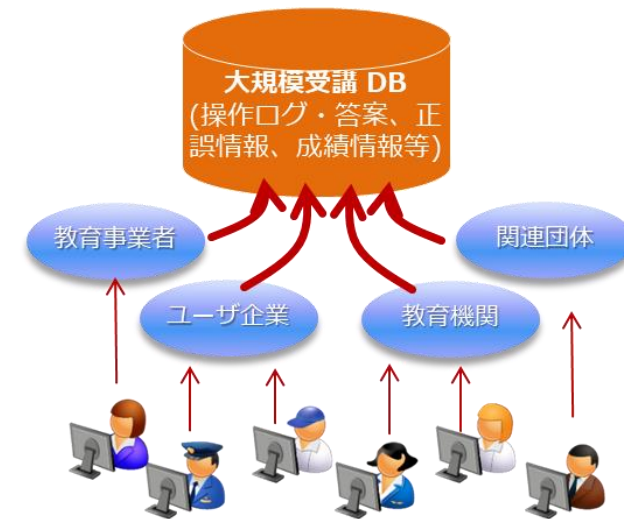 大規模受講 DB
(操作ログ・答案、正
誤情報、成績情報等)
教育事業者
関連団体
ユーザ企業
教育機関